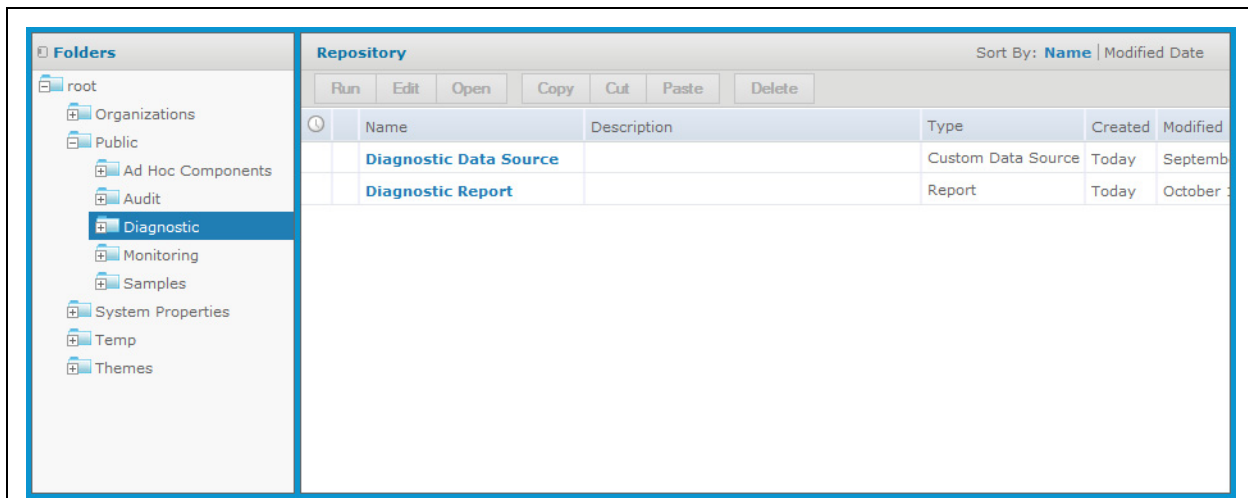 Folders
root
Organizations
Public
Ad Hoc Components
Audit
Diagnostic
Monitoring
Samples
System Properties
Temp
Themes
Repository Sort By: Name | Modified Date
Run Edit Open Copy Cut Paste Delete
Name Description Type Created Modified
Diagnostic Data Source Custom Data Source Today Septemb
Diagnostic Report Report Today October